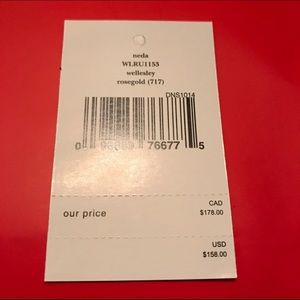 neda
WLRU1153
wellesley
rosegold (717)
DNS1014
0 76677 5
our price
CAD
$178.00
USD
$158.00